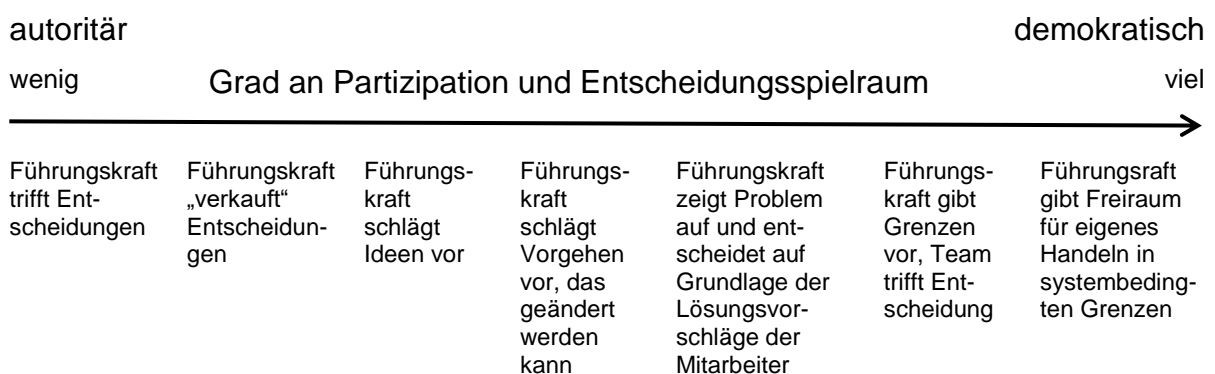 autoritär
demokratisch
wenig
Grad an Partizipation und Entscheidungsspielraum
viel
Führungskraft
trifft Ent-
scheidungen
Führungskraft
„verkauft“
Entscheidun-
gen
Führungs-
kraft
schlägt
Ideen vor
Führungs-
kraft
schlägt
Vorgehen
vor, das
geändert
werden
kann
Führungskraft
zeigt Problem
auf und ent-
scheidet auf
Grundlage der
Lösungsvor-
schläge der
Mitarbeiter
Führungs-
kraft gibt
Grenzen
vor, Team
trifft Ent-
scheidung
Führungsraft
gibt Freiraum
für eigenes
Handeln in
systembeding-
ten Grenzen